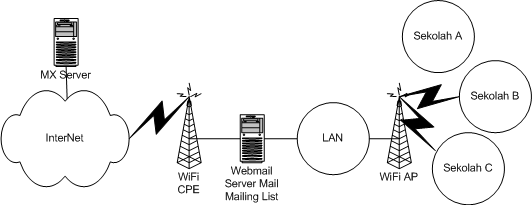 MX Server
InterNet
WiFi
CPE
Webmail
Server Mail
Mailing List
LAN
WiFi AP
Sekolah A
Sekolah B
Sekolah C